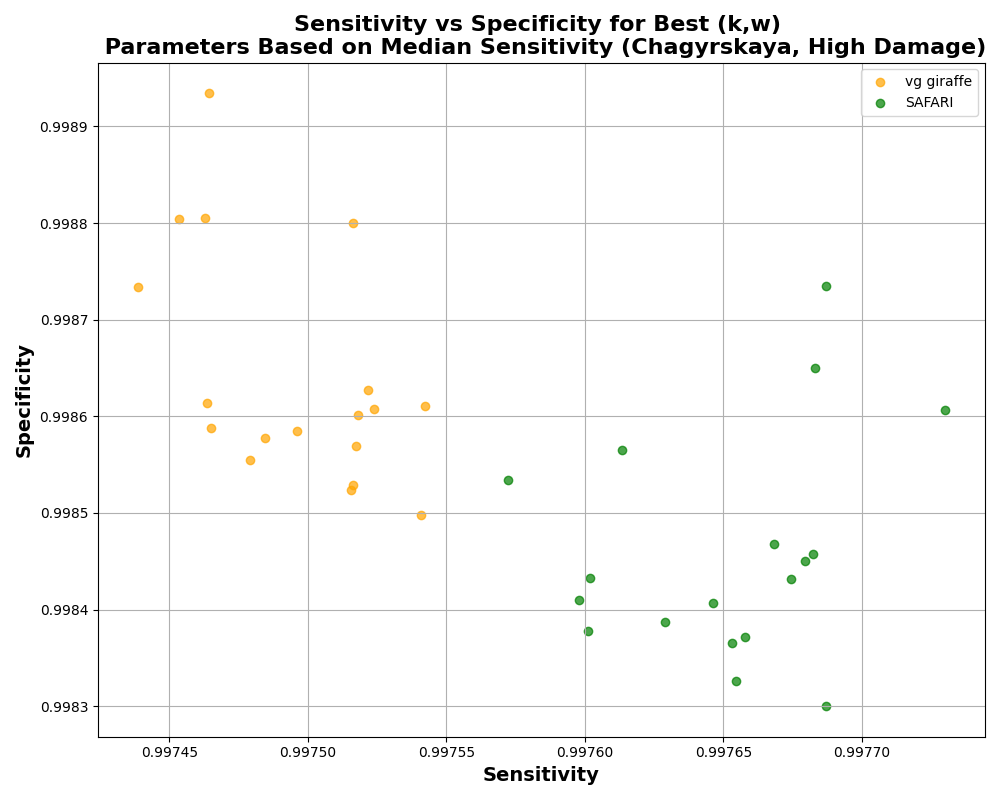 Sensitivity vs Specificity for Best (k,w)
Parameters Based on Median Sensitivity (Chagyrskaya, High Damage)
vg giraffe
SAFARI
Specificity
0.9989
0.9988
0.9987
0.9986
0.9985
0.9984
0.9983
0.99745 0.99750 0.99755 0.99760 0.99765 0.99770
Sensitivity